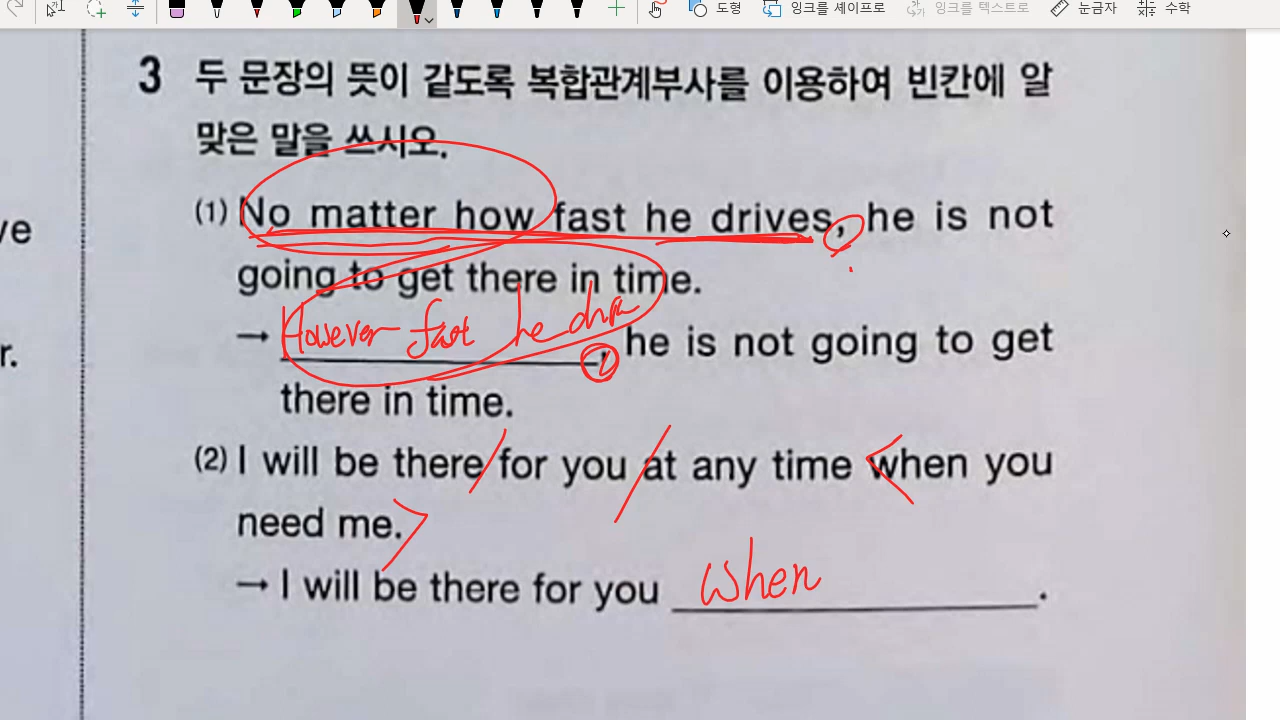 도형 잉크를 셰이프로 잉크를 텍스트로 눈금자 수학
3 두 문장의 뜻이 같도록 복합관계부사를 이용하여 빈칸에 알
맞은 말을 쓰시오.
(1) No matter how fast he drives, he is not
going to get there in time.
However fast he
→ , he is not going to get
there in time.
(2) I will be there for you at any time when you
need me.
→ I will be there for you when .
ve
r.